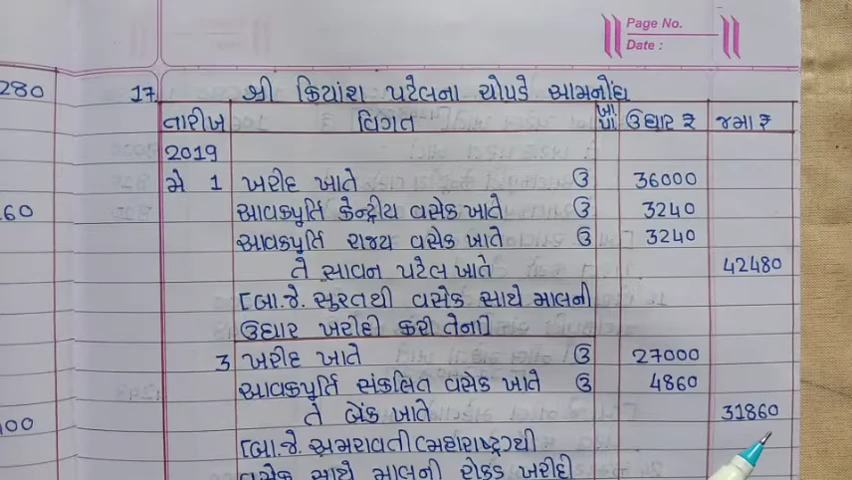 Page No.
Date :
280
17 શ્રી ક્રિયાંશ પટેલના ચોપડે આમનોંધ
તારીખ વિગત ખા પા ઉધાર ₹ જમા ₹
2019
મે 1 ખરીદ ખાતે ઉ 36000
60 આવકપૂર્તિ કેન્દ્રીય વસેક ખાતે ઉ 3240
આવકપૂર્તિ રાજ્ય વસેક ખાતે ઉ 3240
તે સાવન પટેલ ખાતે 42480
[બા.જે. સુરતથી વસેક સાથે માલની
ઉધાર ખરીદી કરી તેના]
3 ખરીદ ખાતે ઉ 27000
આવકપૂર્તિ સંકલિત વસેક ખાતે ઉ 4860
તે બેંક ખાતે 31860
00 [બા.જે. અમરાવતી (મહારાષ્ટ્ર)થી
વસેક સાથે માલની રોકડ ખરીદી